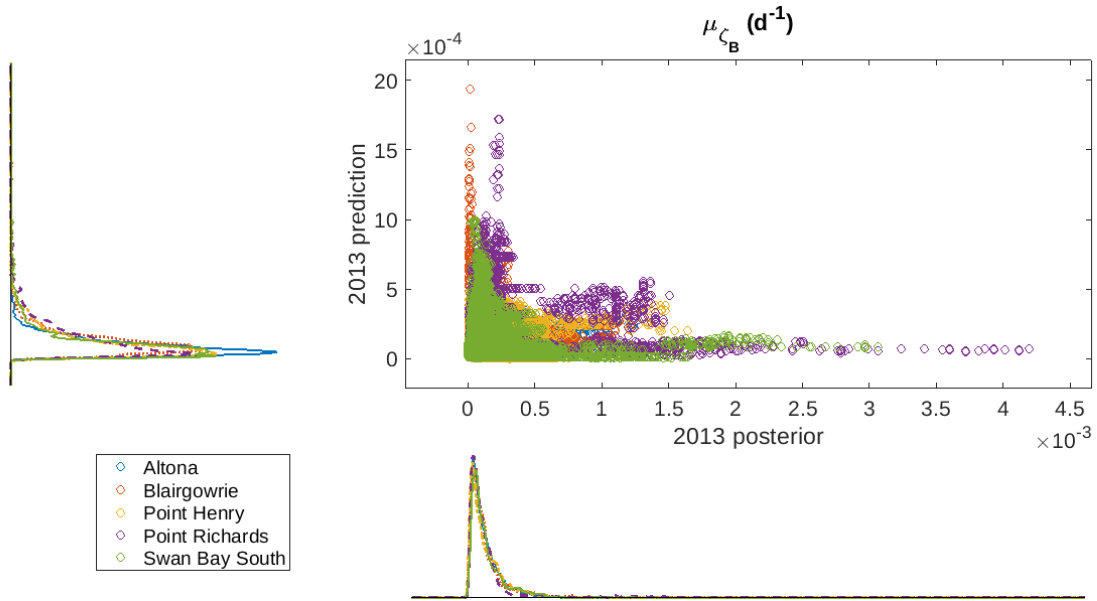 μζB (d-1)
×10-4
20
15
10
5
0
2013 prediction
0 0.5 1 1.5 2 2.5 3 3.5 4 4.5
2013 posterior
×10-3
Altona
Blairgowrie
Point Henry
Point Richards
Swan Bay South